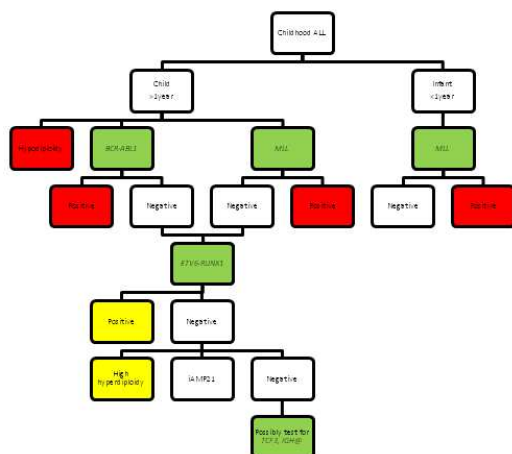 Childhood ALL
Child
>1year
Infant
<1year
Hypodiploidy
BCR-ABL1
MLL
MLL
Positive
Negative
Negative
Positive
Negative
Positive
ETV6-RUNX1
Positive
Negative
High
hyperdiploidy
iAMP21
Negative
Possibly test for
TCF3, IGH@